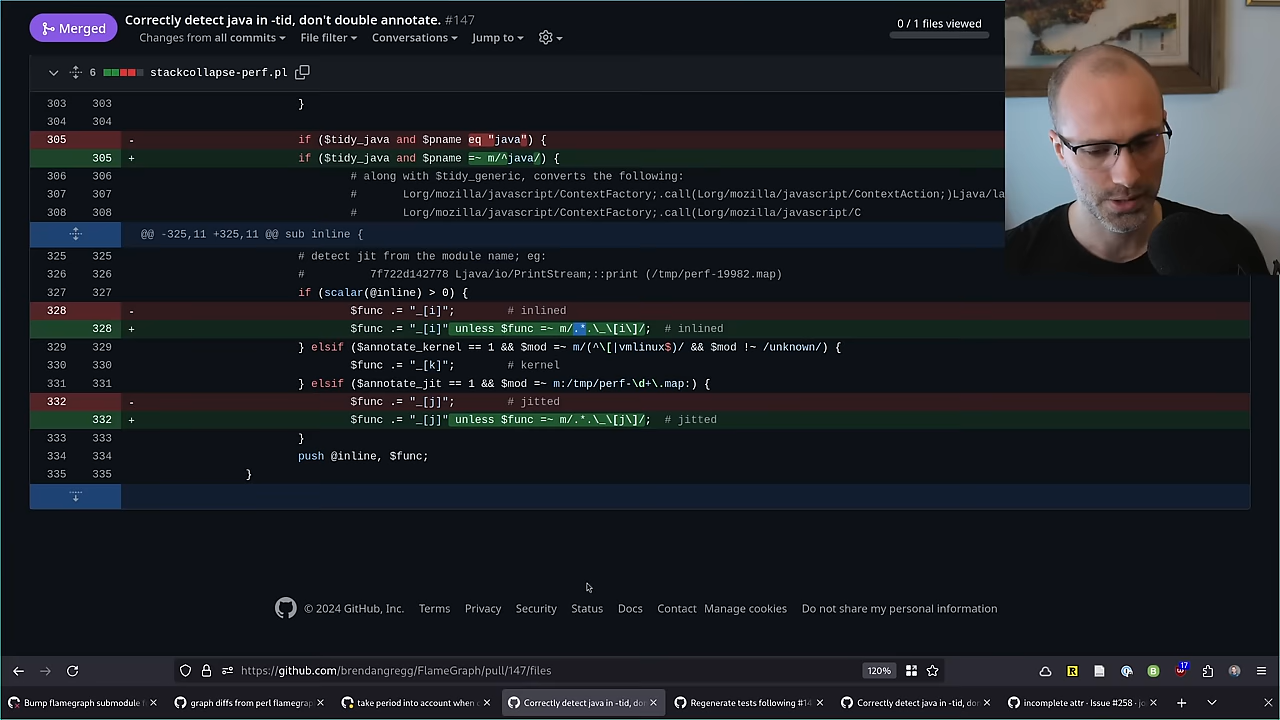 Merged
Correctly detect java in -tid, don't double annotate. #147
Changes from all commits
File filter
Conversations
Jump to
0 / 1 files viewed
6 stackcollapse-perf.pl
303 303 }
304 304
305 - if ($tidy_java and $pname eq "java") {
305 + if ($tidy_java and $pname =~ m/^java/) {
306 306 # along with $tidy_generic, converts the following:
307 307 # Lorg/mozilla/javascript/ContextFactory;.call(Lorg/mozilla/javascript/ContextAction;)Ljava/la
308 308 # Lorg/mozilla/javascript/ContextFactory;.call(Lorg/mozilla/javascript/C
@@ -325,11 +325,11 @@ sub inline {
325 325 # detect jit from the module name; eg:
326 326 # 7f722d142778 Ljava/io/PrintStream;::print (/tmp/perf-19982.map)
327 327 if (scalar(@inline) > 0) {
328 - $func .= "_[i]"; # inlined
328 + $func .= "_[i]" unless $func =~ m/.*.\_\[i\]/; # inlined
329 329 } elsif ($annotate_kernel == 1 && $mod =~ m/(^\[|vmlinux$)/ && $mod !~ /unknown/) {
330 330 $func .= "_[k]"; # kernel
331 331 } elsif ($annotate_jit == 1 && $mod =~ m:/tmp/perf-\d+\.map:) {
332 - $func .= "_[j]"; # jitted
332 + $func .= "_[j]" unless $func =~ m/.*.\_\[j\]/; # jitted
333 333 }
334 334 push @inline, $func;
335 335 }
© 2024 GitHub, Inc. Terms Privacy Security Status Docs Contact Manage cookies Do not share my personal information
https://github.com/brendangregg/FlameGraph/pull/147/files
120%
17
Bump flamegraph submodule
graph diffs from perl flamegra
take period into account when
Correctly detect java in -tid, do
Regenerate tests following #14
Correctly detect java in -tid, do
incomplete attr · Issue #258 · jo